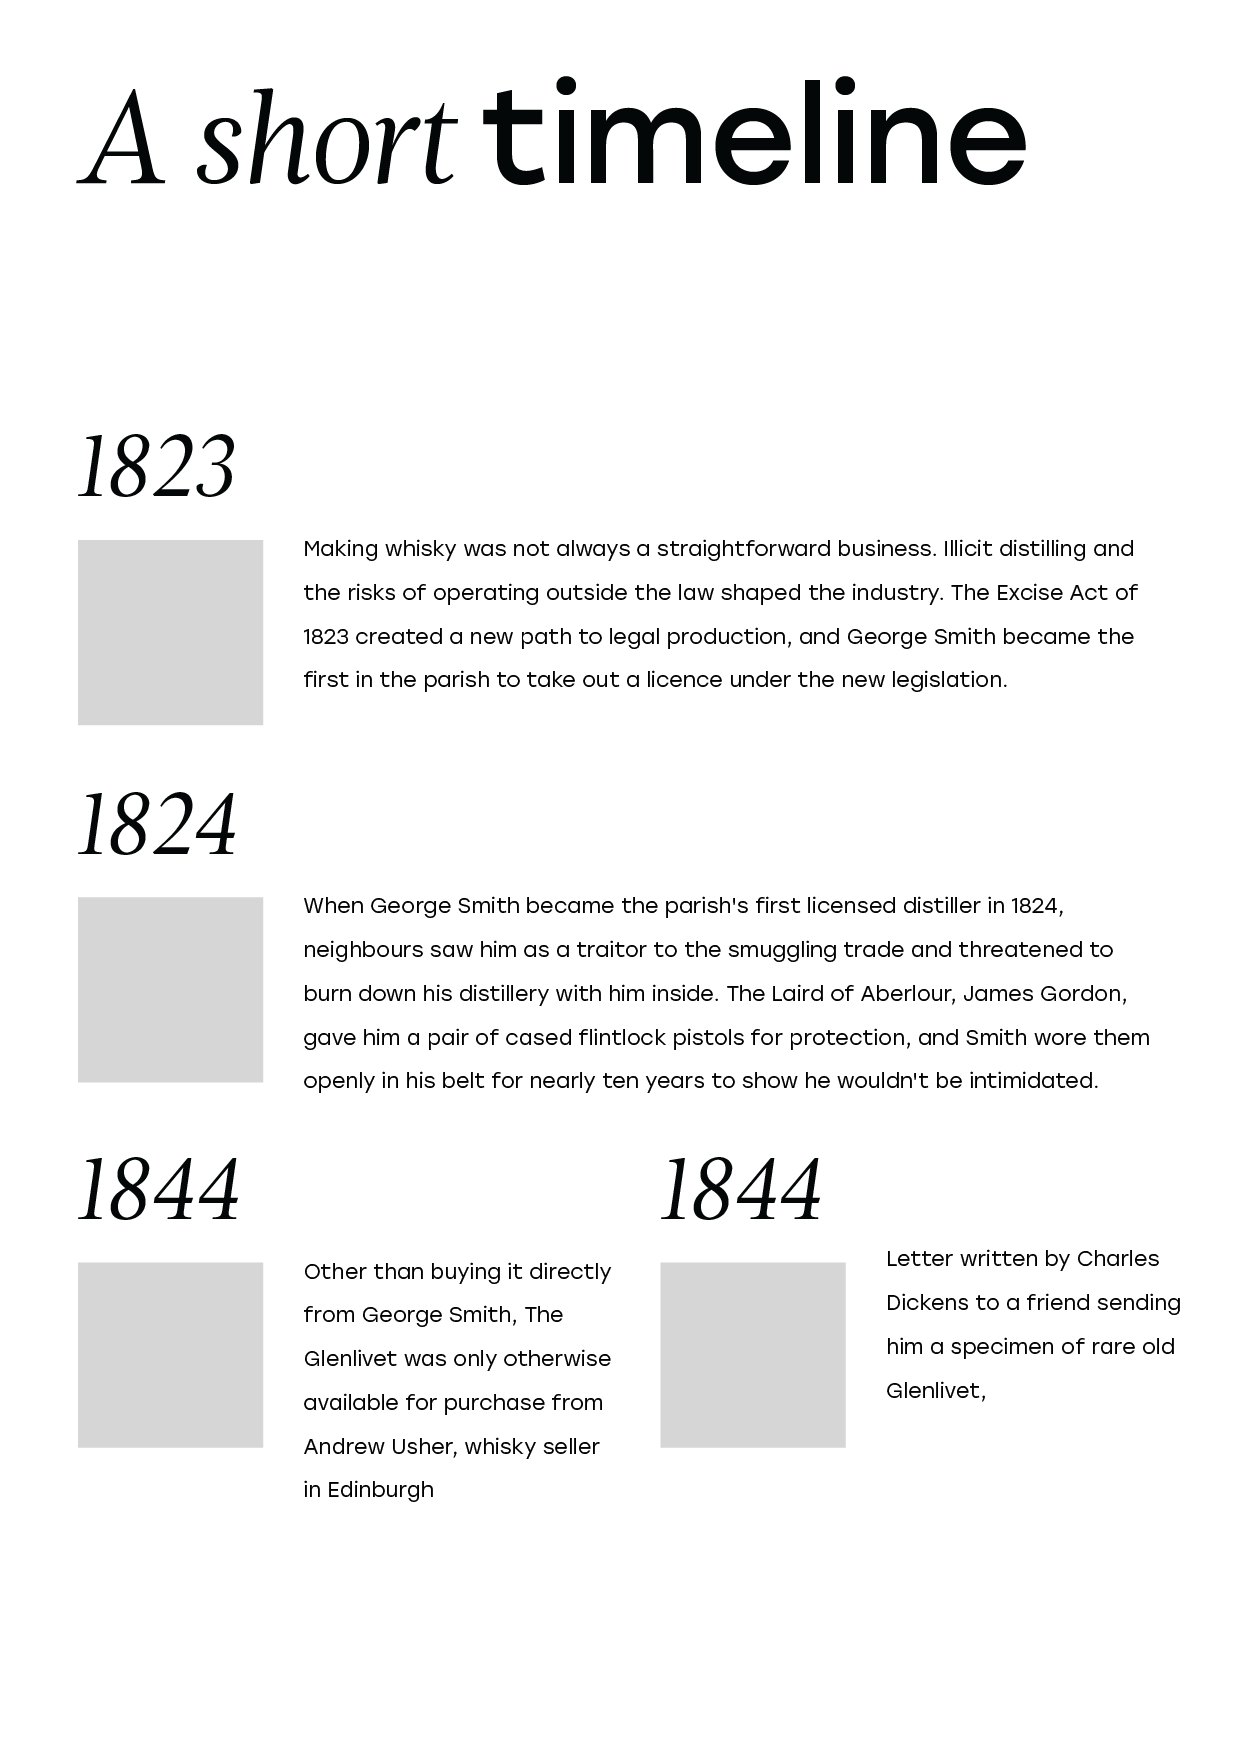 A short timeline
1823
Making whisky was not always a straightforward business. Illicit distilling and
the risks of operating outside the law shaped the industry. The Excise Act of
1823 created a new path to legal production, and George Smith became the
first in the parish to take out a licence under the new legislation.
1824
When George Smith became the parish's first licensed distiller in 1824,
neighbours saw him as a traitor to the smuggling trade and threatened to
burn down his distillery with him inside. The Laird of Aberlour, James Gordon,
gave him a pair of cased flintlock pistols for protection, and Smith wore them
openly in his belt for nearly ten years to show he wouldn't be intimidated.
1844
Other than buying it directly
from George Smith, The
Glenlivet was only otherwise
available for purchase from
Andrew Usher, whisky seller
in Edinburgh
1844
Letter written by Charles
Dickens to a friend sending
him a specimen of rare old
Glenlivet,